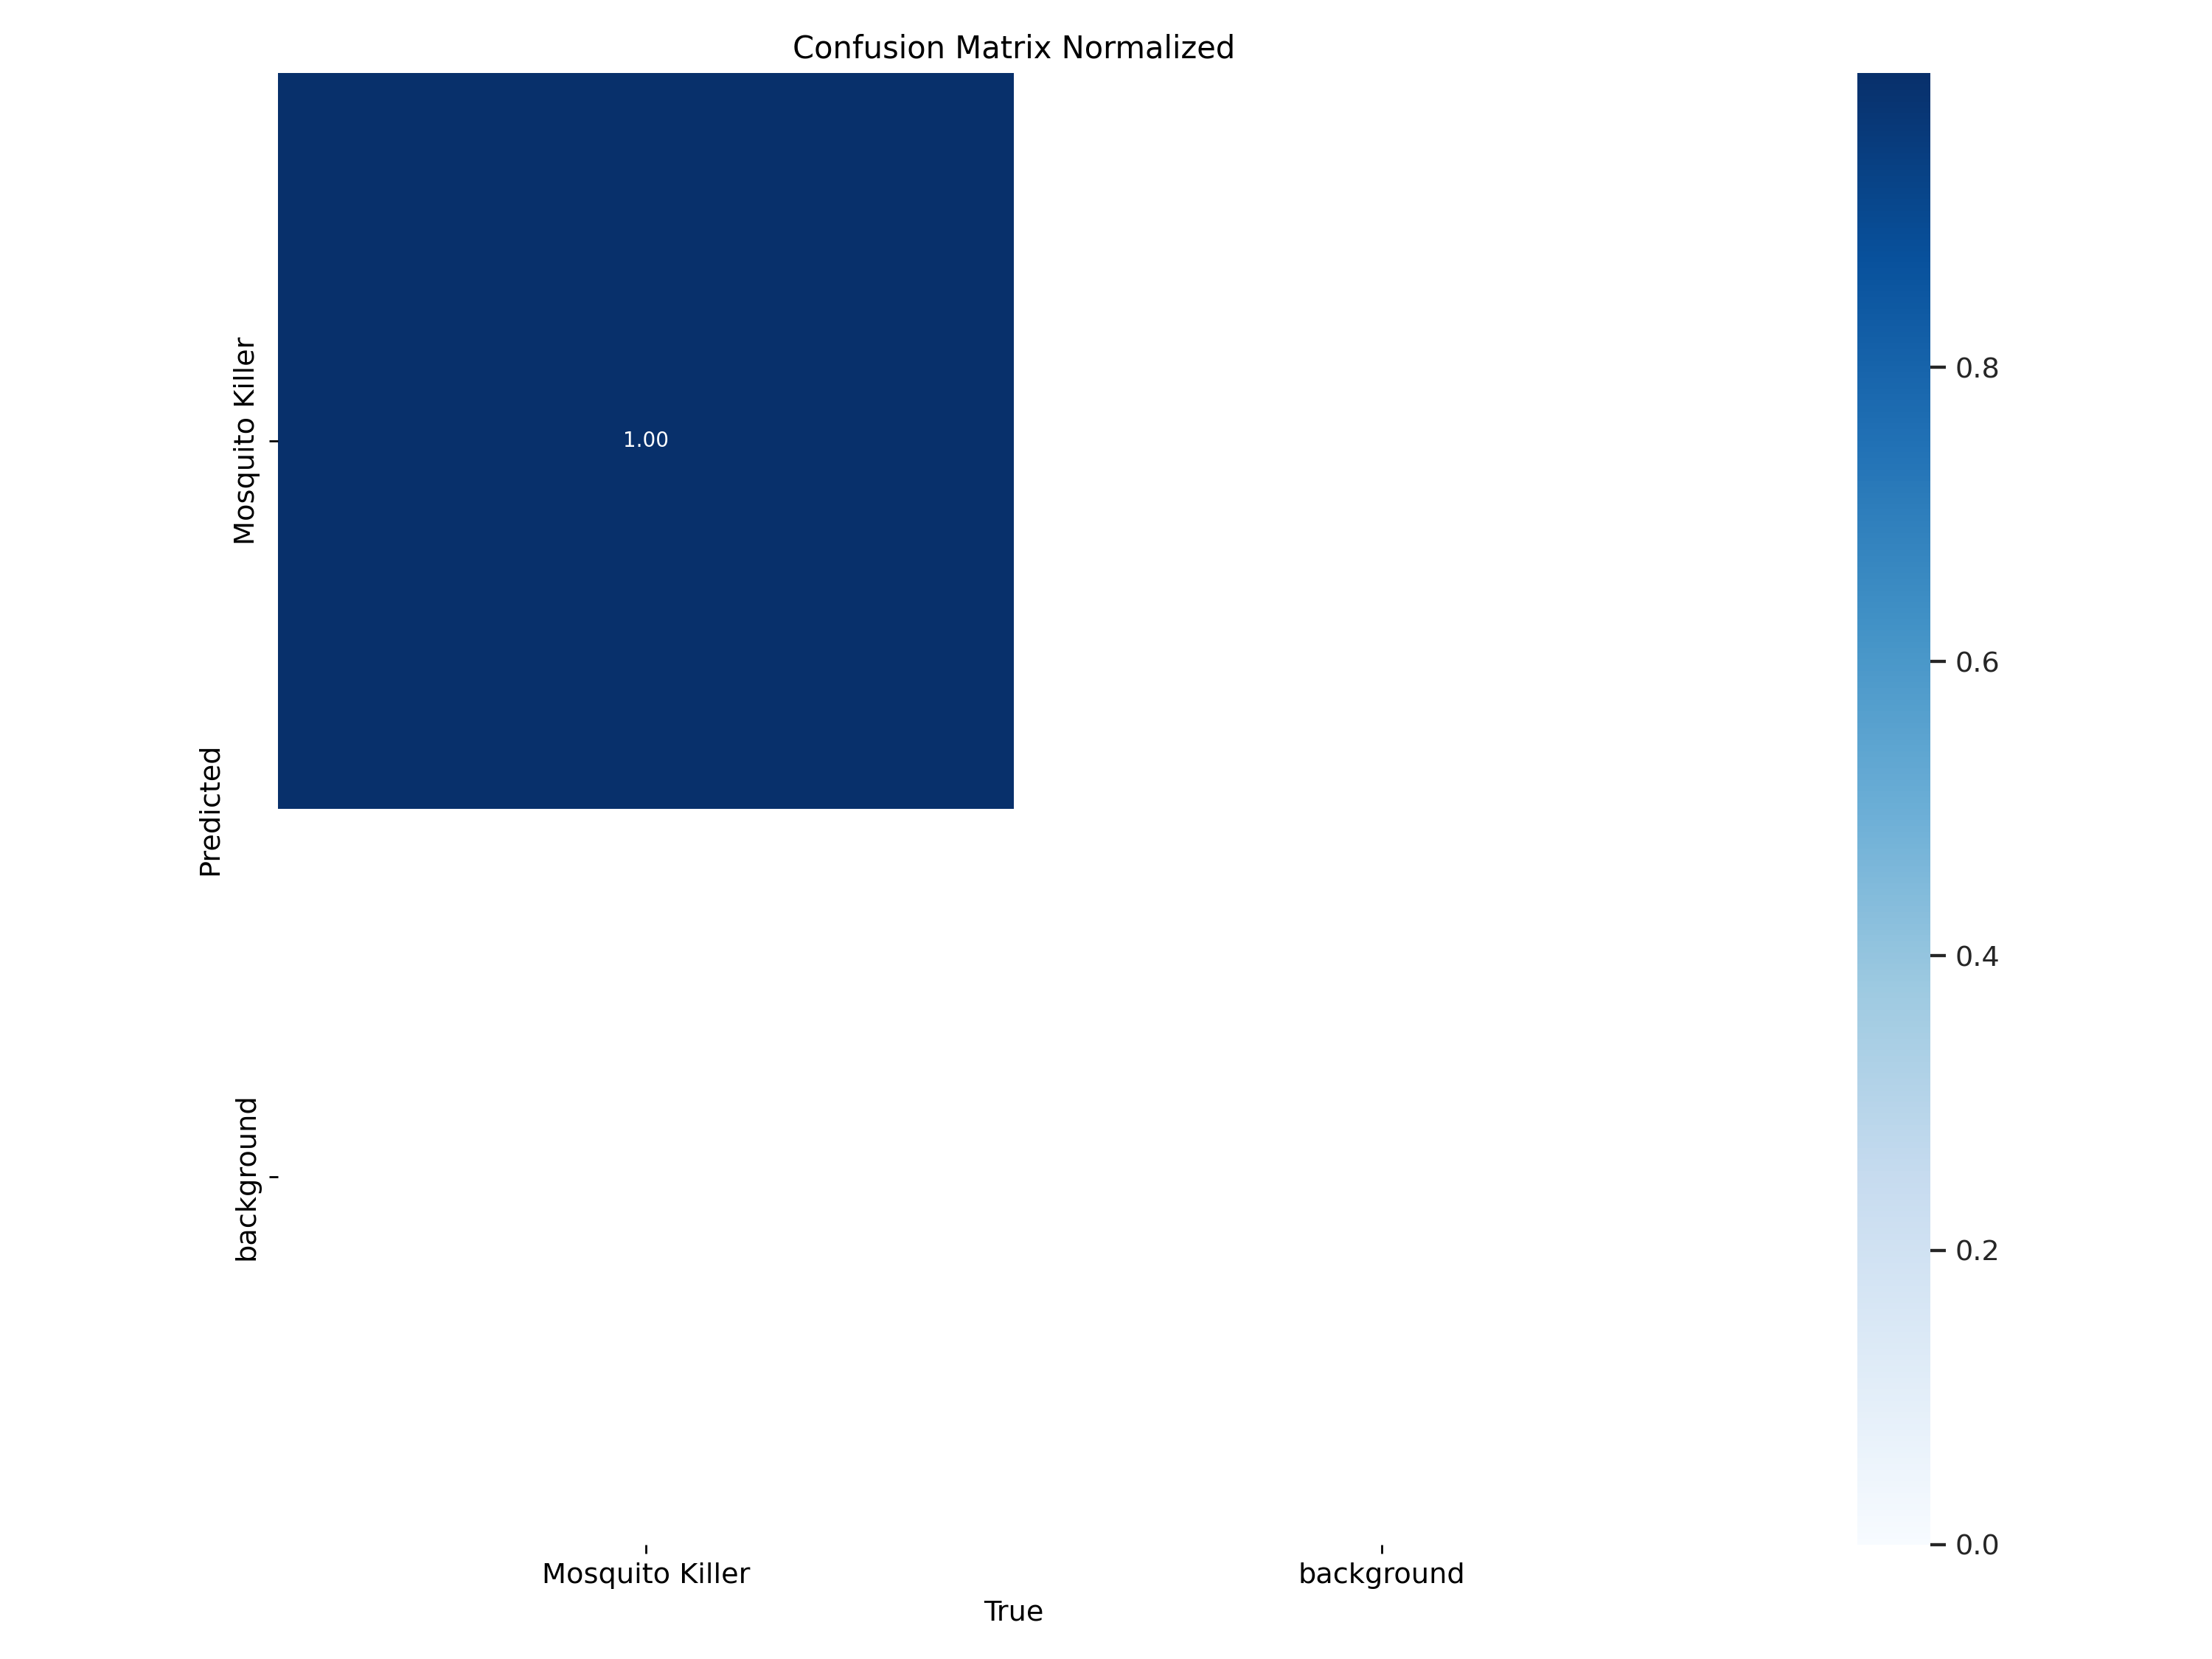 Confusion Matrix Normalized
Mosquito Killer
1.00
Predicted
background
Mosquito Killer
background
True
0.8
0.6
0.4
0.2
0.0